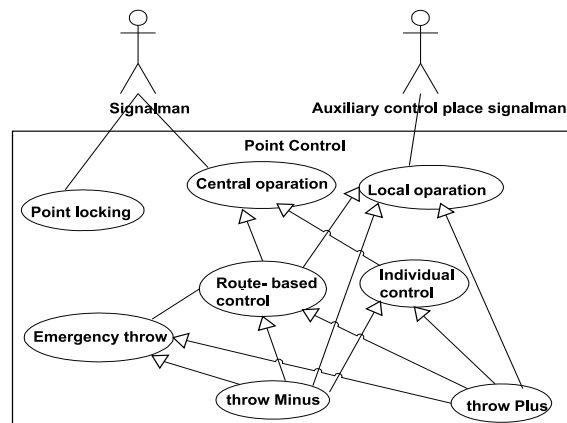 Signalman
Auxiliary control place signalman
Point Control
Central oparation
Local oparation
Point locking
Route- based
control
Individual
control
Emergency throw
throw Minus
throw Plus